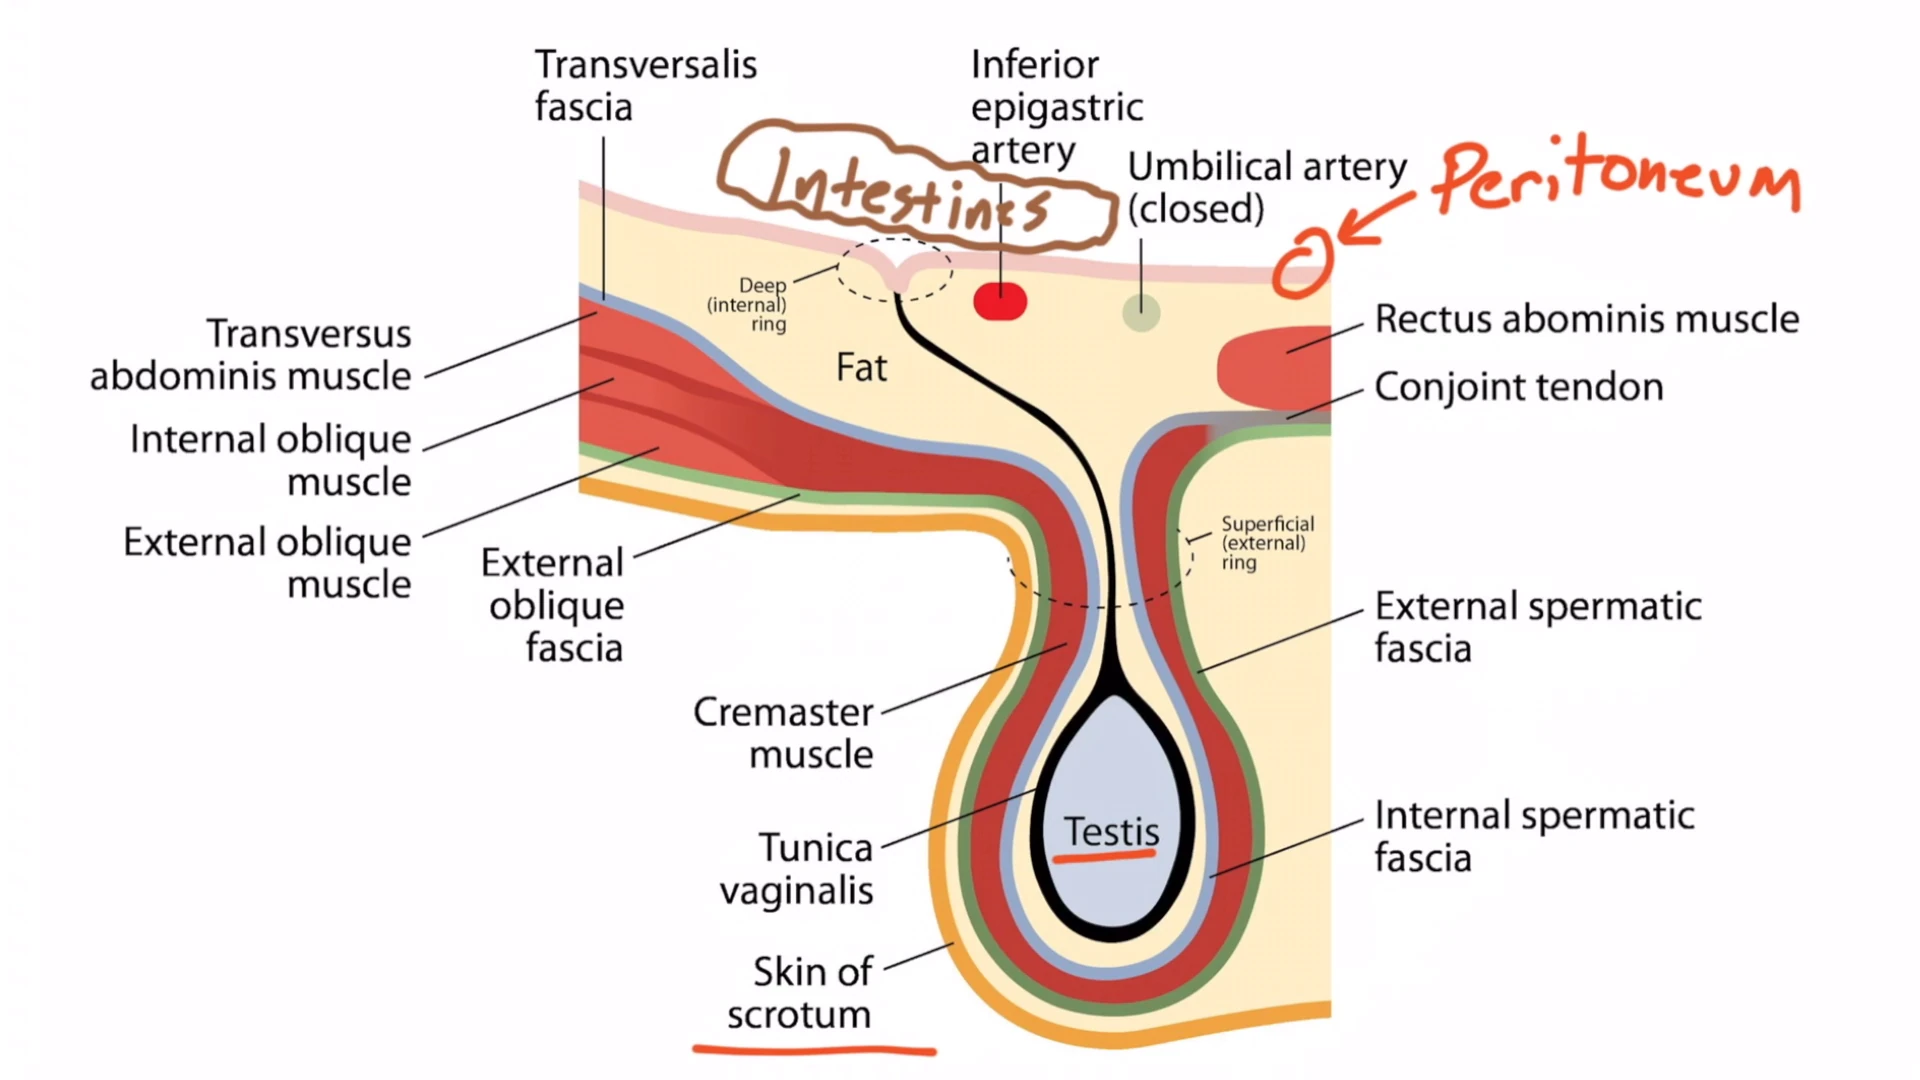 Transversalis
fascia
Inferior
epigastric
artery
Intestines
Umbilical artery
(closed)
Peritoneum
Deep
(internal)
ring
Fat
Transversus
abdominis muscle
Internal oblique
muscle
External oblique
muscle
External
oblique
fascia
Rectus abominis muscle
Conjoint tendon
Superficial
(external)
ring
External spermatic
fascia
Cremaster
muscle
Tunica
vaginalis
Testis
Internal spermatic
fascia
Skin of
scrotum